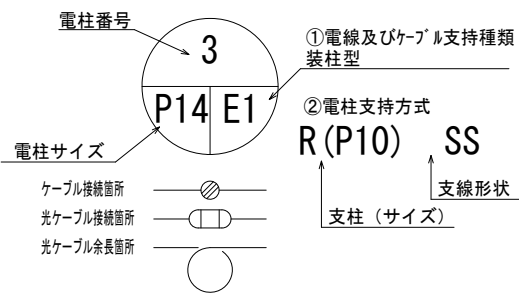 電柱番号
3
①電線及びｹｰﾌﾞﾙ支持種類
装柱型
P14 E1
②電柱支持方式
電柱サイズ
R(P10) SS
ケーブル接続箇所
支線形状
光ケーブル接続箇所
支柱（サイズ）
光ケーブル余長箇所